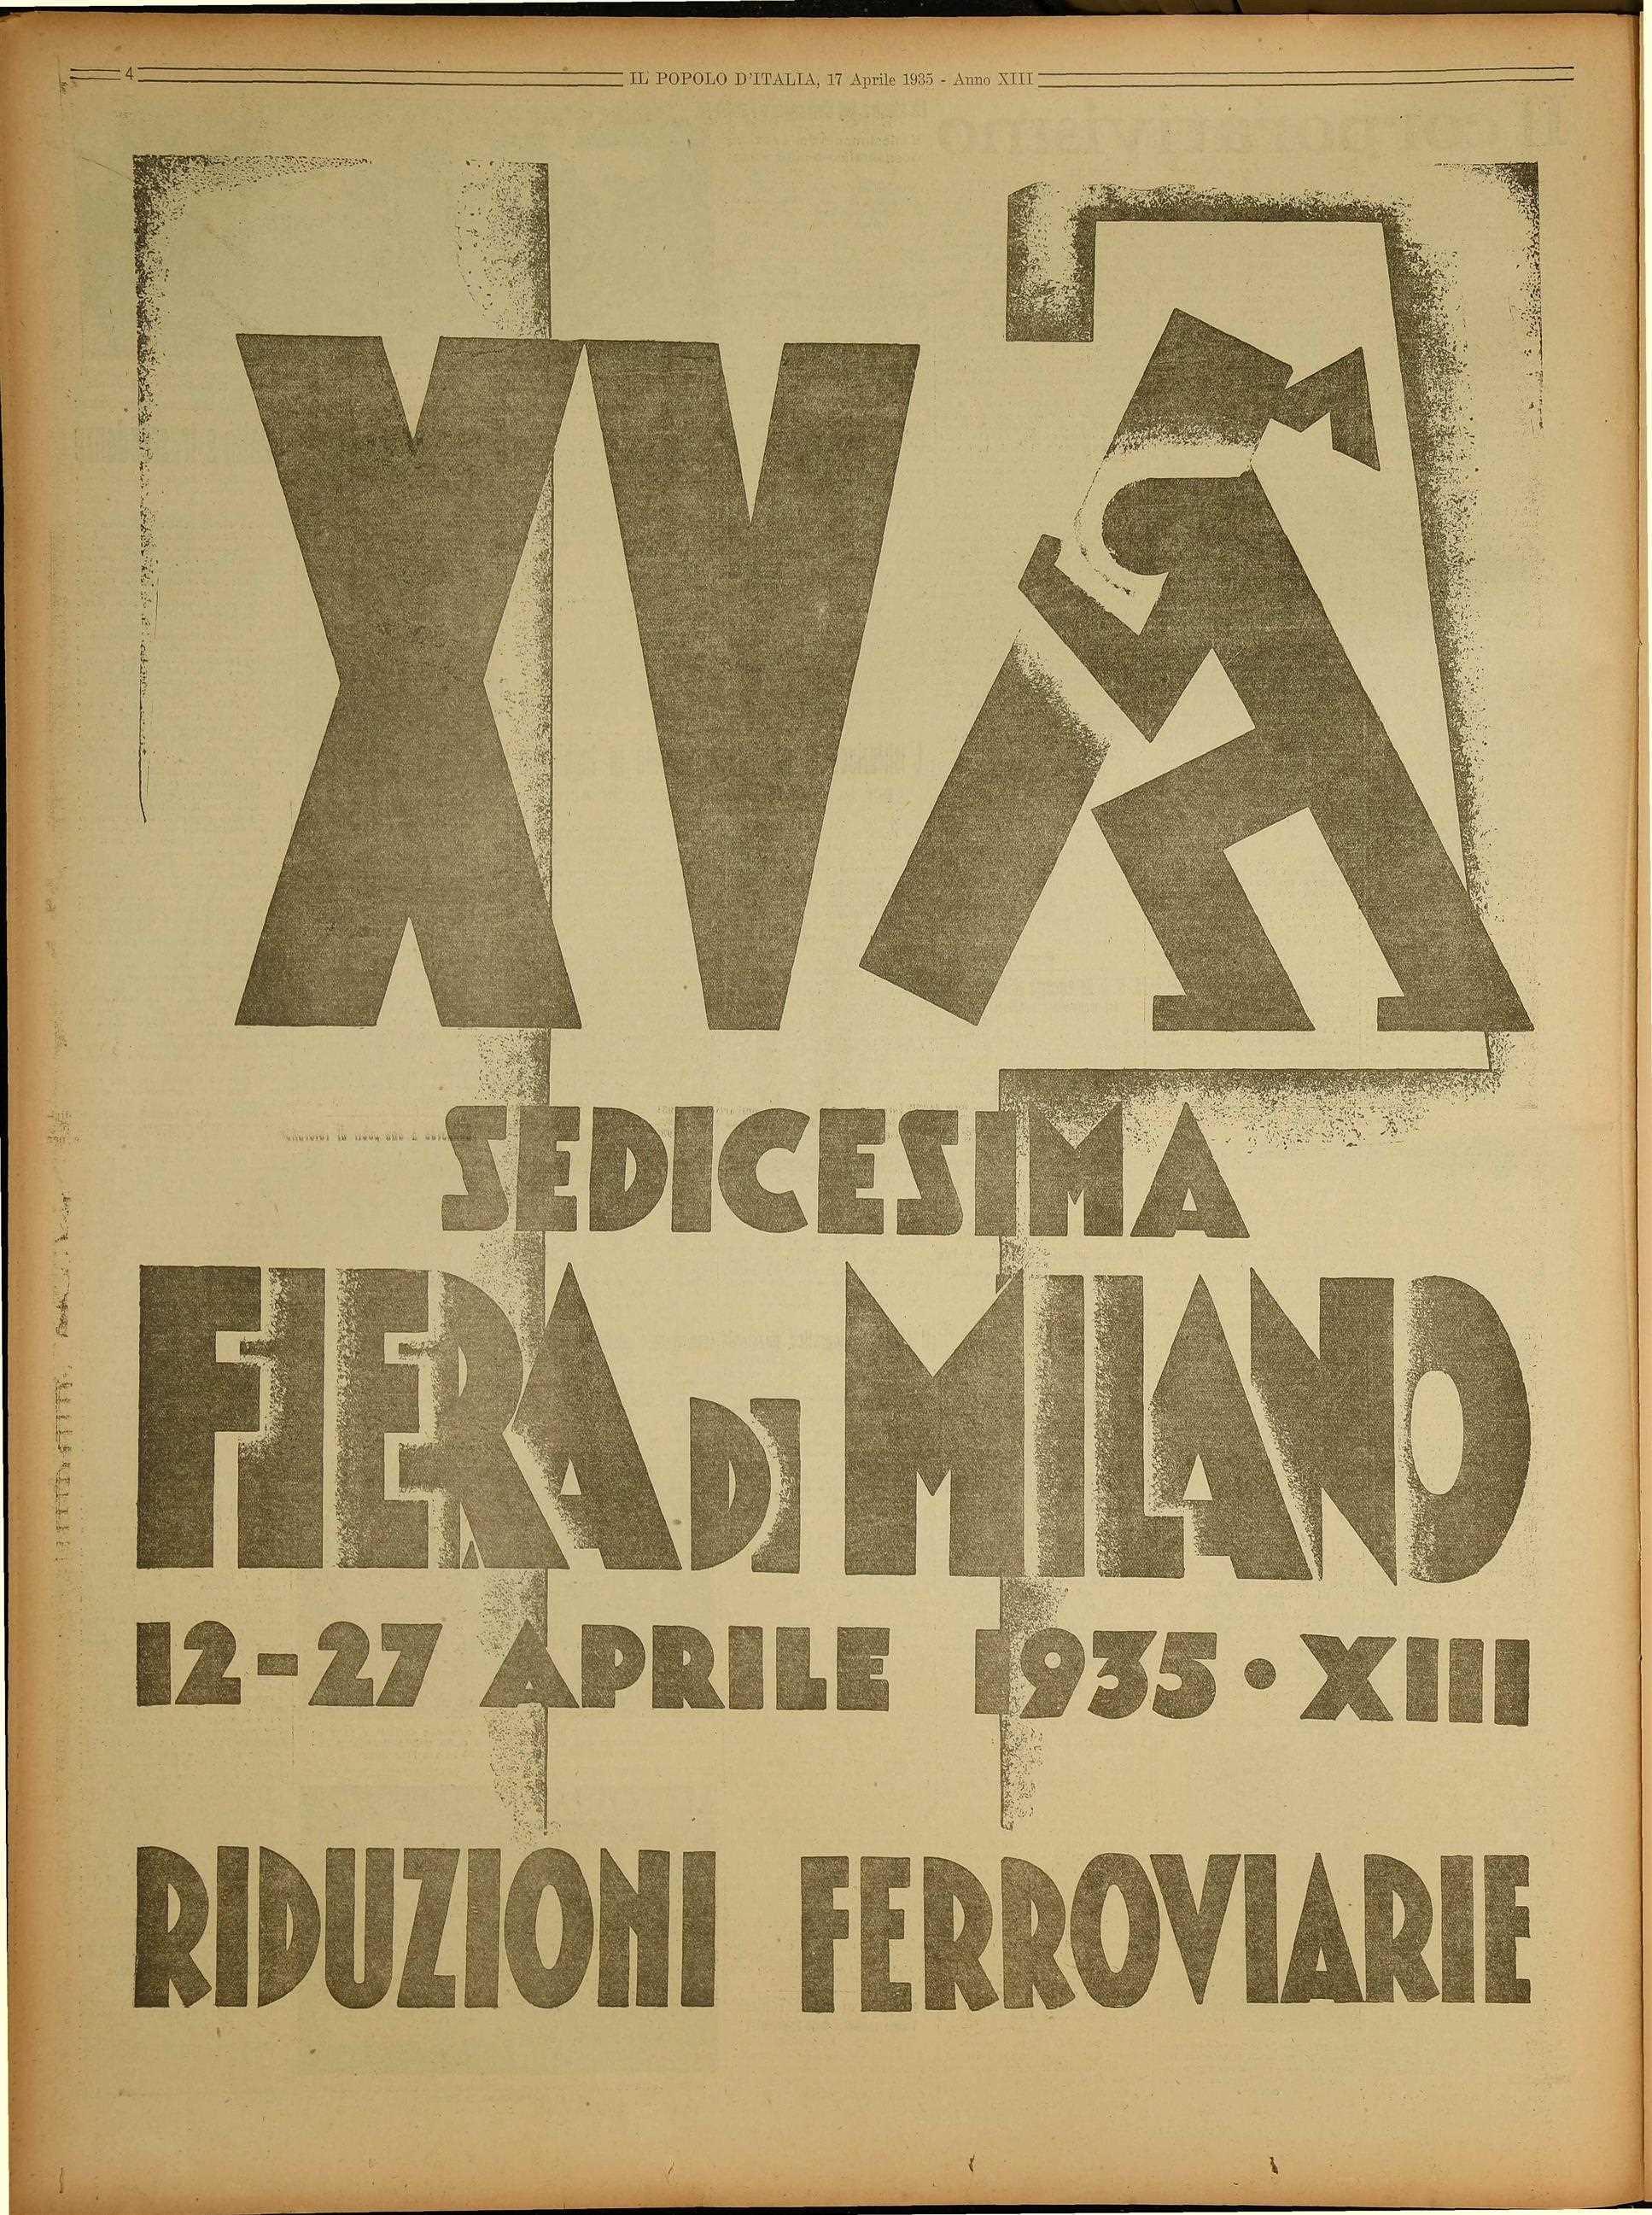 4
IL POPOLO D'ITALIA, 17 Aprile 1935 - Anno XIII
XVI
SEDICESIMA
FIERA DI MILANO
12-27 APRILE 1935 • XIII
RIDUZIONI FERROVIARIE